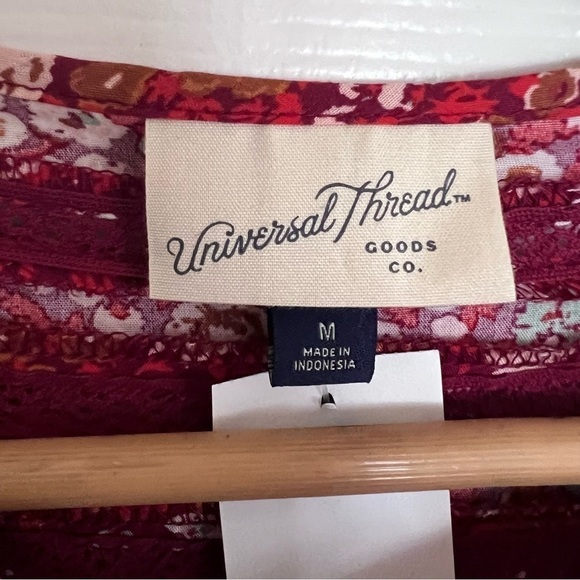 Universal Thread™
GOODS
CO.
M
MADE IN
INDONESIA